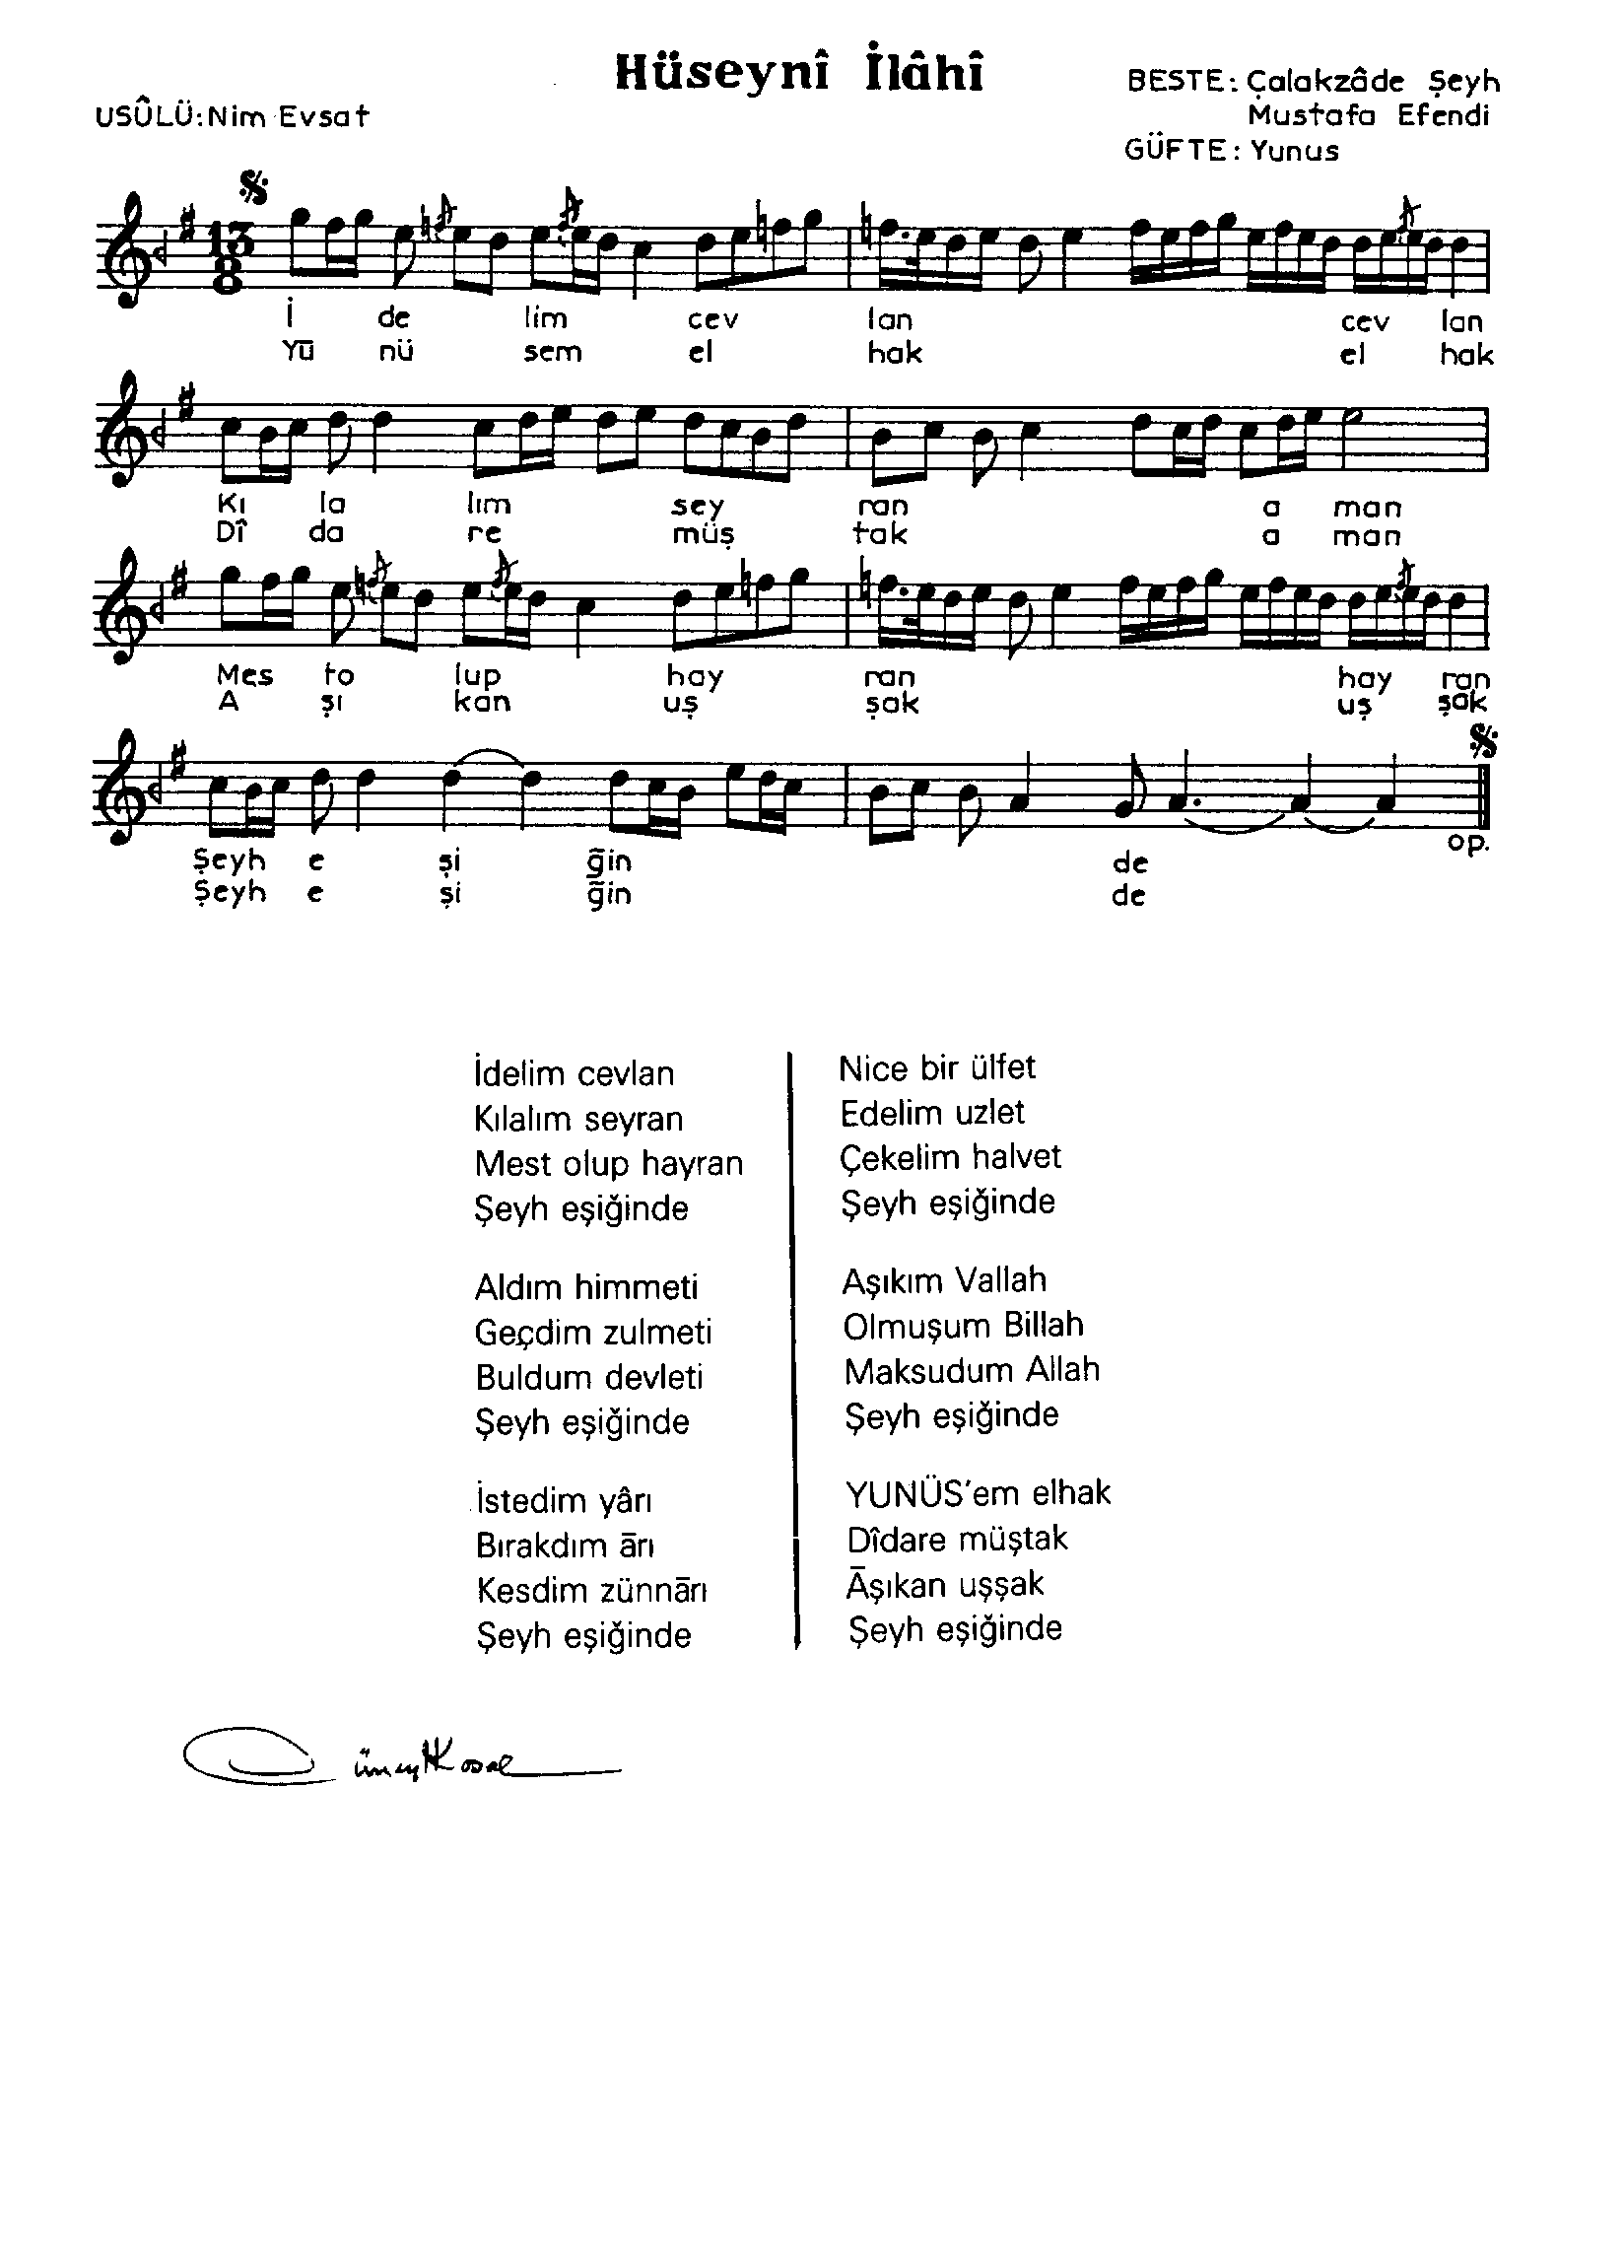 Hüseynî İlâhî
USÛLÜ: Nim Evsat
BESTE: Çalakzâde Şeyh
Mustafa Efendi
GÜFTE: Yunus
13
8
İ de lim cev lan cev lan
Yū nü sem el hak el hak
Kı la lım sey ran a man
Dî da re müş tak a man
Mes to lup hay ran hay ran
A şı kan uş şak uş şak
Şeyh e şi ğin de op.
Şeyh e şi ğin de
İdelim cevlan
Kılalım seyran
Mest olup hayran
Şeyh eşiğinde
Aldım himmeti
Geçdim zulmeti
Buldum devleti
Şeyh eşiğinde
İstedim yârı
Bırakdım ārı
Kesdim zünnārı
Şeyh eşiğinde
Nice bir ülfet
Edelim uzlet
Çekelim halvet
Şeyh eşiğinde
Aşıkım Vallah
Olmuşum Billah
Maksudum Allah
Şeyh eşiğinde
YUNÜS'em elhak
Dîdare müştak
Āşıkan uşşak
Şeyh eşiğinde
Cüneyt Kosal